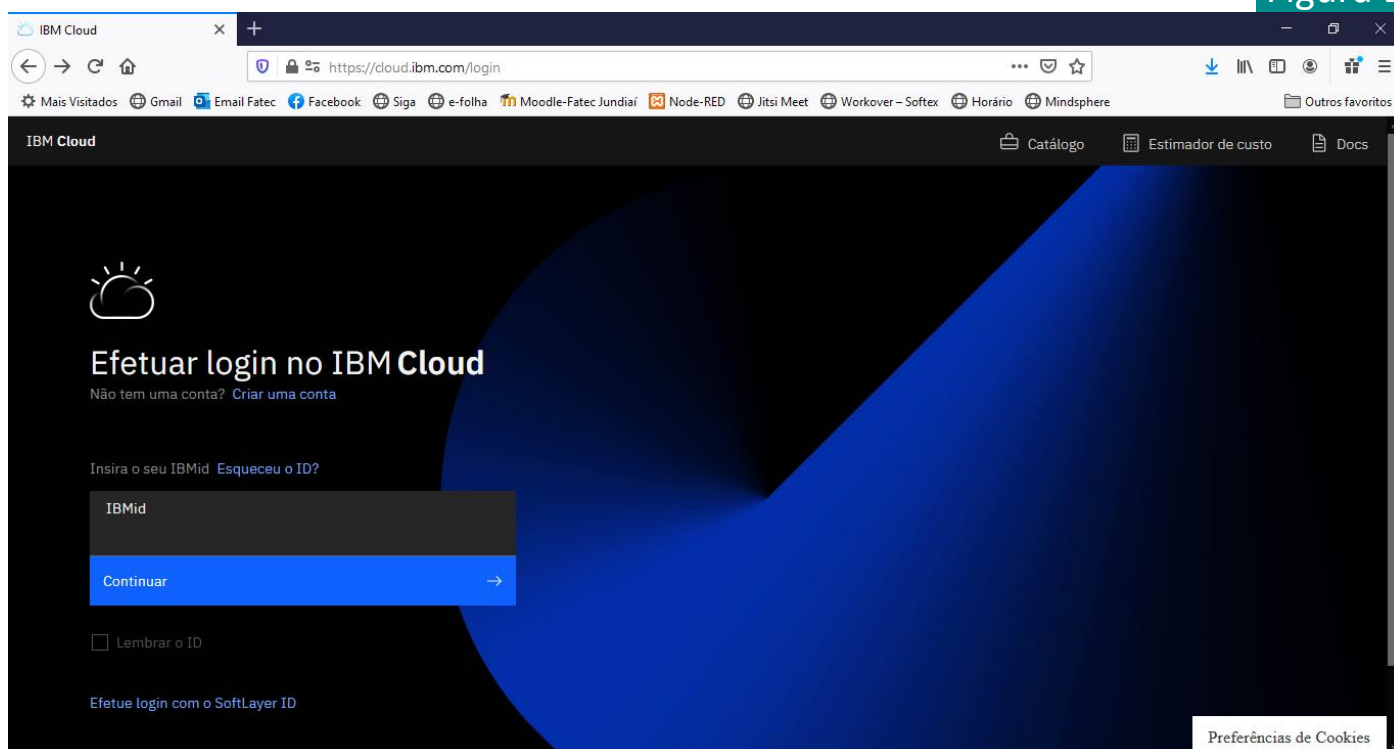 Figura
IBM Cloud
https://cloud.ibm.com/login
Mais Visitados Gmail Email Fatec Facebook Siga e-folha Moodle-Fatec Jundiaí Node-RED Jitsi Meet Workover – Softex Horário Mindsphere Outros favoritos
IBM Cloud Catálogo Estimador de custo Docs
Efetuar login no IBM Cloud
Não tem uma conta? Criar uma conta
Insira o seu IBMid Esqueceu o ID?
IBMid
Continuar
Lembrar o ID
Efetue login com o SoftLayer ID
Preferências de Cookies